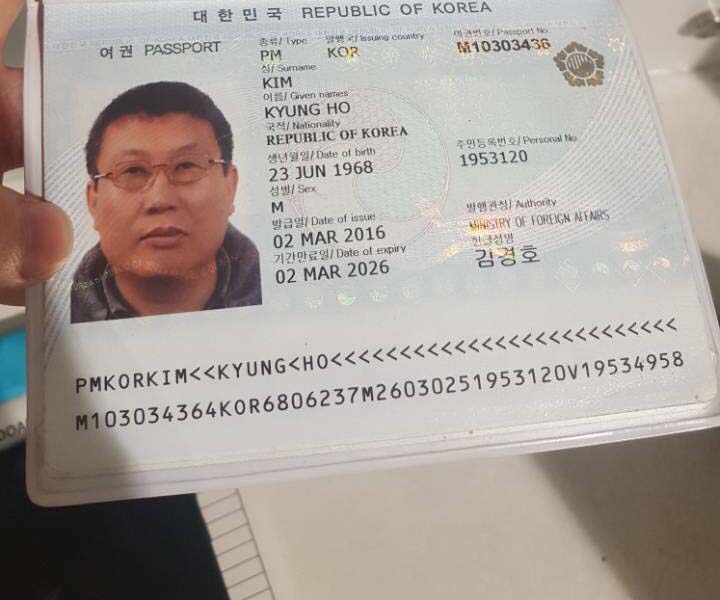 대한민국 REPUBLIC OF KOREA
여권 PASSPORT
종류/ Type 발행국/ Issuing country 여권번호/ Passport No
PM KOR M10303436
성/ Surname
KIM
이름/ Given names
KYUNG HO
국적/ Nationality
REPUBLIC OF KOREA
생년월일/ Date of birth 주민등록번호/ Personal No
23 JUN 1968 1953120
성별/ Sex
M
발급일/ Date of issue 발행관청/ Authority
02 MAR 2016 MINISTRY OF FOREIGN AFFAIRS
기간만료일/ Date of expiry 한글성명
02 MAR 2026 김경호
PMKORKIM<<KYUNG<HO<<<<<<<<<<<<<<<<<<<<<<<<<<
M103034364KOR6806237M26030251953120V19534958